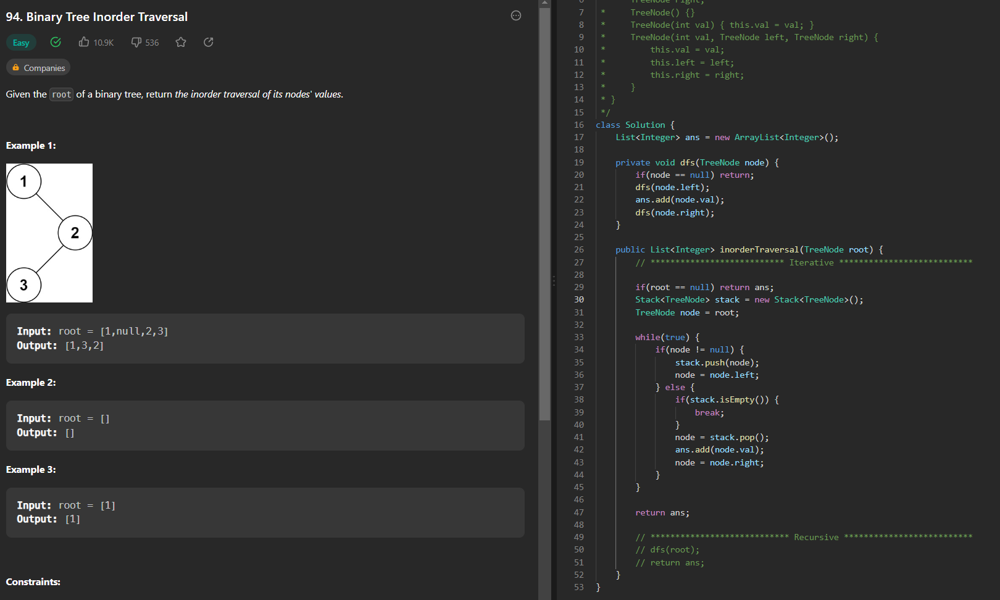 94. Binary Tree Inorder Traversal
Easy 10.9K 536
Companies
Given the root of a binary tree, return the inorder traversal of its nodes' values.
Example 1:
1
2
3
Input: root = [1,null,2,3]
Output: [1,3,2]
Example 2:
Input: root = []
Output: []
Example 3:
Input: root = [1]
Output: [1]
Constraints:
6 * TreeNode right;
7 * TreeNode() {}
8 * TreeNode(int val) { this.val = val; }
9 * TreeNode(int val, TreeNode left, TreeNode right) {
10 * this.val = val;
11 * this.left = left;
12 * this.right = right;
13 * }
14 * }
15 */
16 class Solution {
17 List<Integer> ans = new ArrayList<Integer>();
18
19 private void dfs(TreeNode node) {
20 if(node == null) return;
21 dfs(node.left);
22 ans.add(node.val);
23 dfs(node.right);
24 }
25
26 public List<Integer> inorderTraversal(TreeNode root) {
27 // *************************** Iterative ***************************
28
29 if(root == null) return ans;
30 Stack<TreeNode> stack = new Stack<TreeNode>();
31 TreeNode node = root;
32
33 while(true) {
34 if(node != null) {
35 stack.push(node);
36 node = node.left;
37 } else {
38 if(stack.isEmpty()) {
39 break;
40 }
41 node = stack.pop();
42 ans.add(node.val);
43 node = node.right;
44 }
45 }
46
47 return ans;
48
49 // **************************** Recursive **************************
50 // dfs(root);
51 // return ans;
52 }
53 }